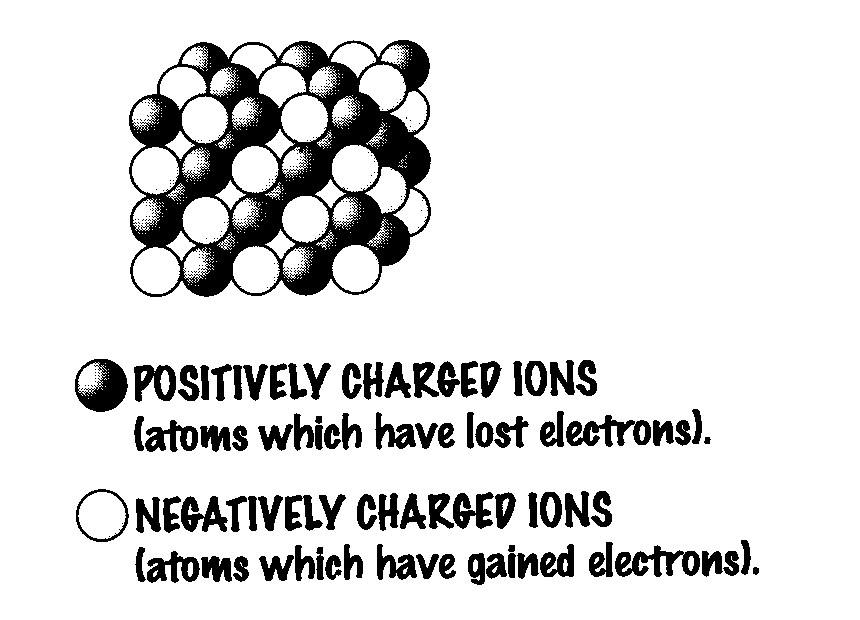 POSITIVELY CHARGED IONS
(atoms which have lost electrons).
NEGATIVELY CHARGED IONS
(atoms which have gained electrons).